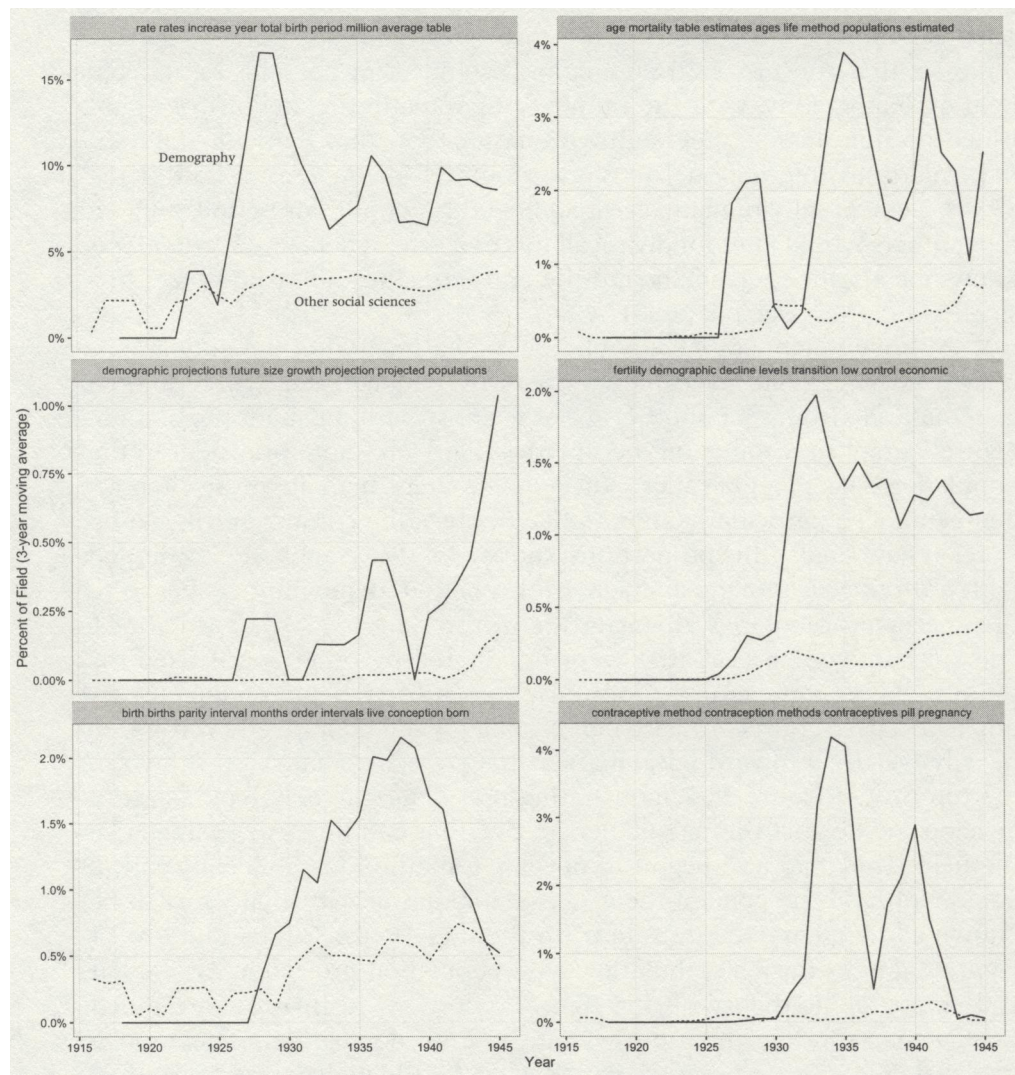 rate rates increase year total birth period million average table
15%
10%
5%
0%
Demography
Other social sciences
age mortality table estimates ages life method populations estimated
4%
3%
2%
1%
0%
demographic projections future size growth projection projected populations
1.00%
0.75%
0.50%
0.25%
0.00%
fertility demographic decline levels transition low control economic
2.0%
1.5%
1.0%
0.5%
0.0%
Percent of Field (3-year moving average)
birth births parity interval months order intervals live conception born
2.0%
1.5%
1.0%
0.5%
0.0%
1915 1920 1925 1930 1935 1940 1945
contraceptive method contraception methods contraceptives pill pregnancy
4%
3%
2%
1%
0%
1915 1920 1925 1930 1935 1940 1945
Year